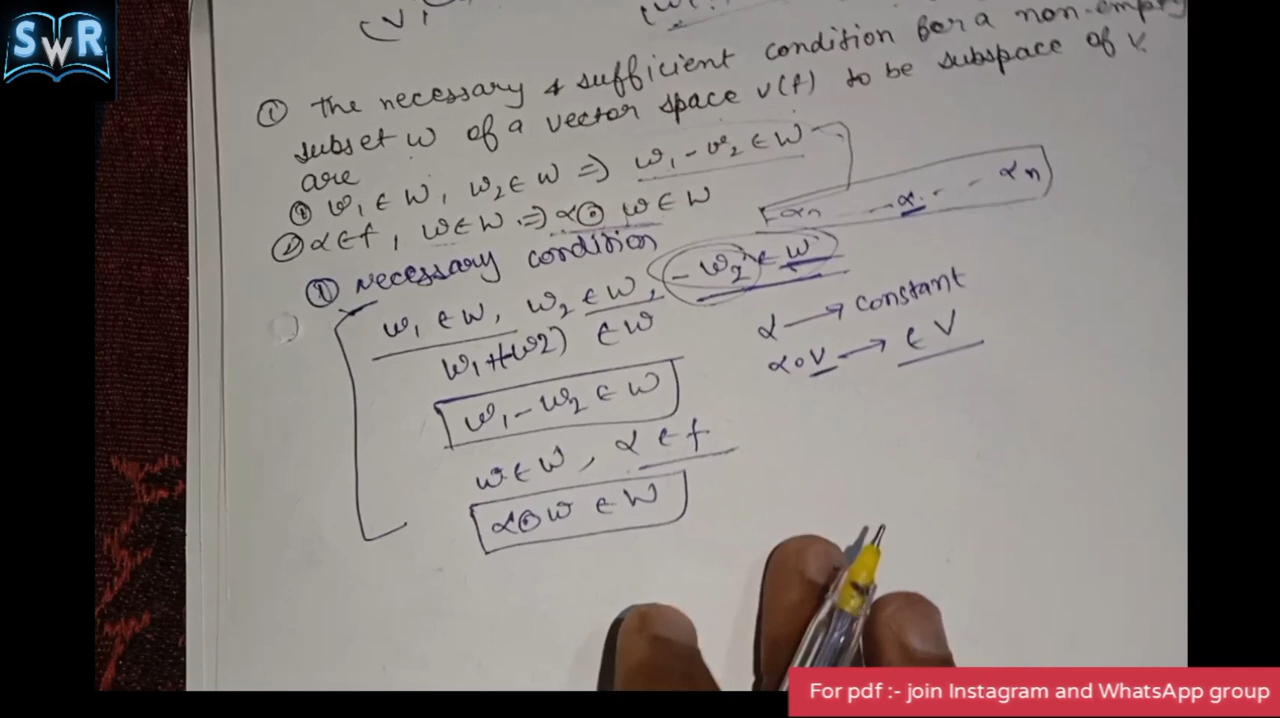 SWR
(V,
① The necessary & sufficient condition for a non-empty
subset W of a vector space V(f) to be subspace of V.
are
① w₁ ∈ W, w₂ ∈ W ⇒ w₁ - w₂ ∈ W
② α ∈ f, w ∈ W ⇒ α ⊙ w ∈ W
① Necessary condition
w₁ ∈ W, w₂ ∈ W, - w₂ ∈ W
w₁ + (-w2) ∈ W
w₁ - w₂ ∈ W
w ∈ W, α ∈ f
α ⊙ w ∈ W
α → constant
α o V → ∈ V
For pdf :- join Instagram and WhatsApp group